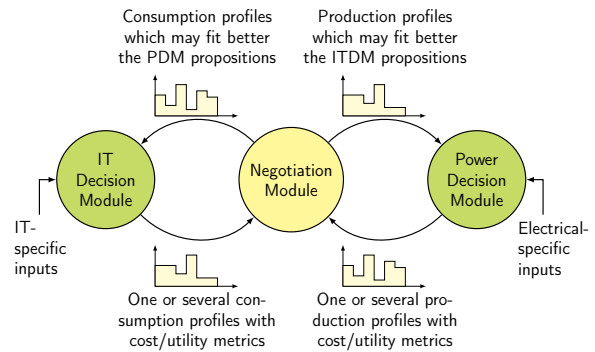 Consumption profiles
which may fit better
the PDM propositions
Production profiles
which may fit better
the ITDM propositions
IT
Decision
Module
Negotiation
Module
Power
Decision
Module
IT-
specific
inputs
Electrical-
specific
inputs
One or several con-
sumption profiles with
cost/utility metrics
One or several pro-
duction profiles with
cost/utility metrics